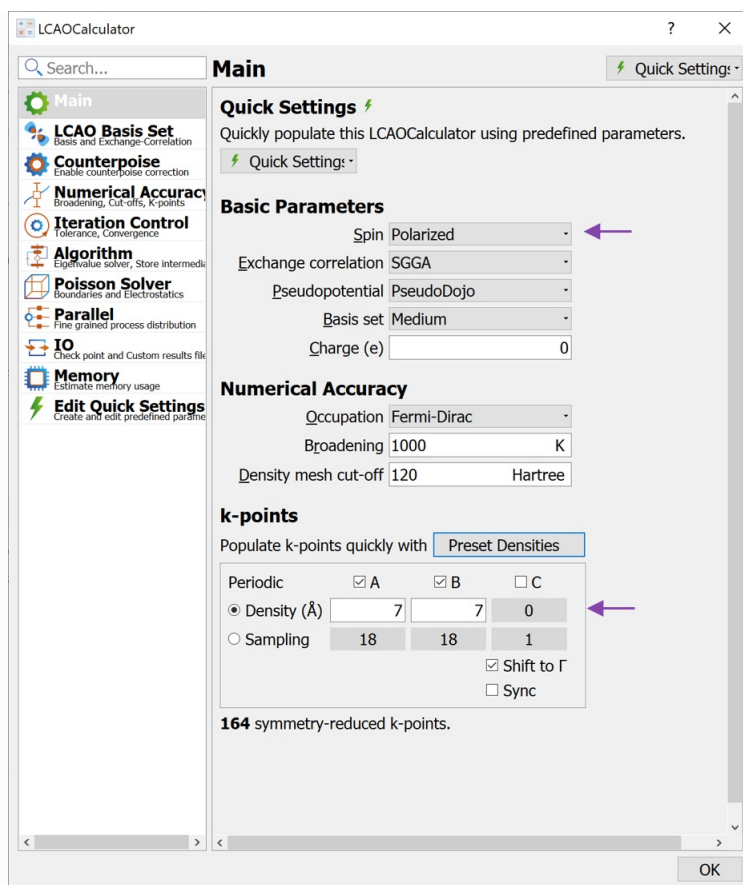 LCAOCalculator
?
Search...
Main
Quick Settings
Main
LCAO Basis Set
Basis and Exchange-Correlation
Counterpoise
Enable counterpoise correction
Numerical Accuracy
Broadening, Cut-offs, K-points
Iteration Control
Tolerance, Convergence
Algorithm
Eigenvalue solver, Store intermedia
Poisson Solver
Boundaries and Electrostatics
Parallel
Fine grained process distribution
IO
Check point and Custom results file
Memory
Estimate memory usage
Edit Quick Settings
Create and edit predefined parame
Quick Settings
Quickly populate this LCAOCalculator using predefined parameters.
Quick Settings
Basic Parameters
Spin Polarized
Exchange correlation SGGA
Pseudopotential PseudoDojo
Basis set Medium
Charge (e) 0
Numerical Accuracy
Occupation Fermi-Dirac
Broadening 1000 K
Density mesh cut-off 120 Hartree
k-points
Populate k-points quickly with Preset Densities
Periodic A B C
Density (Å) 7 7 0
Sampling 18 18 1
Shift to Γ
Sync
164 symmetry-reduced k-points.
OK